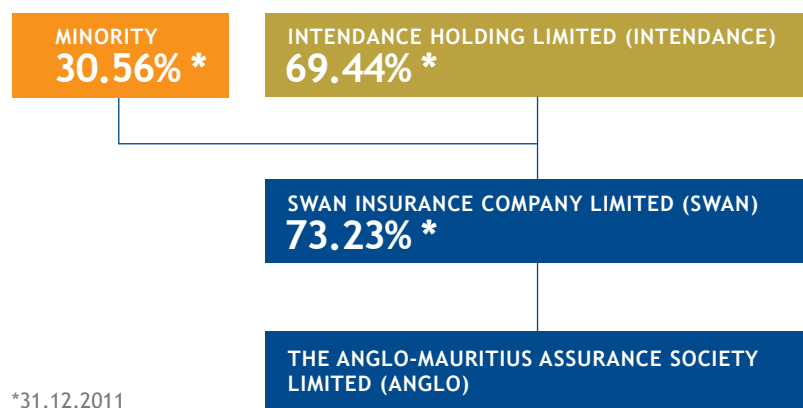 MINORITY
30.56% *
INTENDANCE HOLDING LIMITED (INTENDANCE)
69.44% *
SWAN INSURANCE COMPANY LIMITED (SWAN)
73.23% *
THE ANGLO-MAURITIUS ASSURANCE SOCIETY
LIMITED (ANGLO)
*31.12.2011